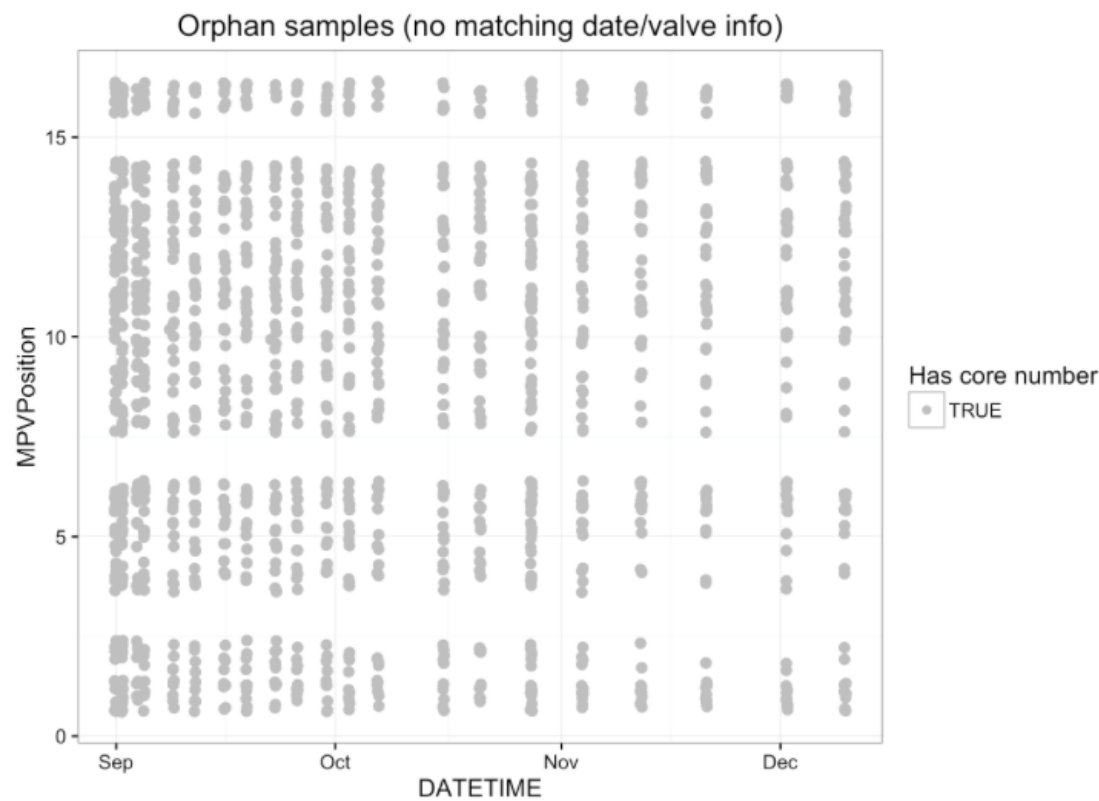 Orphan samples (no matching date/valve info)
15
10
5
0
MPVPosition
Sep Oct Nov Dec
DATETIME
Has core number
TRUE